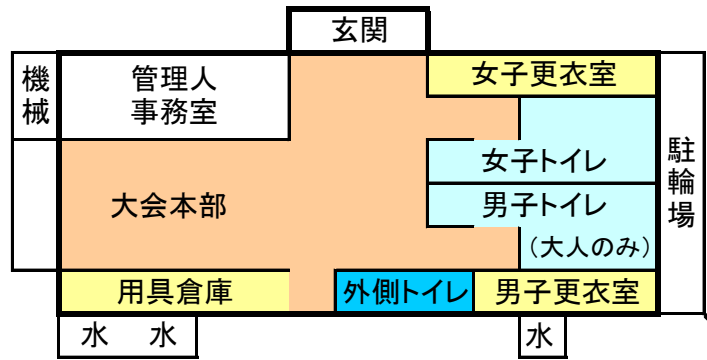 玄関
機械
管理人
事務室
女子更衣室
女子トイレ
駐輪場
大会本部
男子トイレ
（大人のみ）
用具倉庫
外側トイレ
男子更衣室
水 水
水